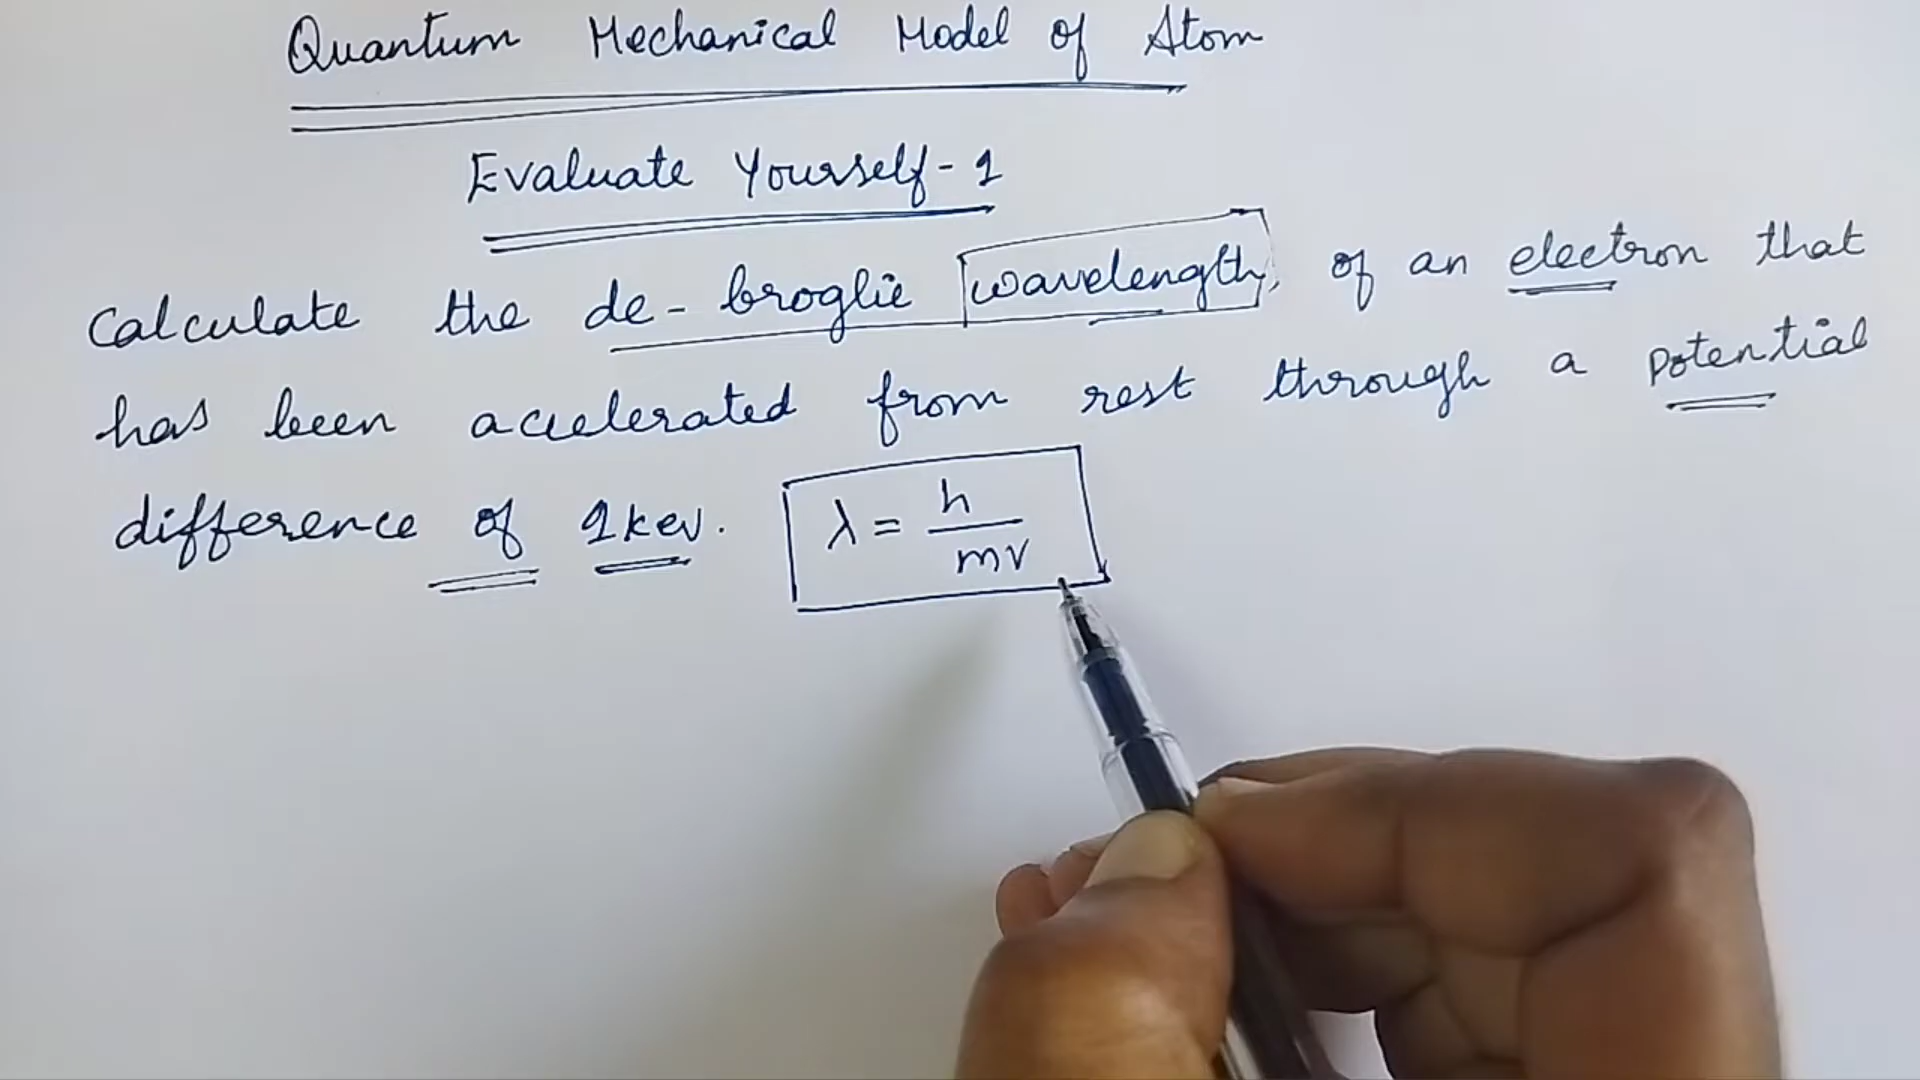 Quantum Mechanical Model of Atom
Evaluate Yourself-1
Calculate the de-broglie wavelength, of an electron that
has been accelerated from rest through a potential
difference of 1kev.
λ = h/mv